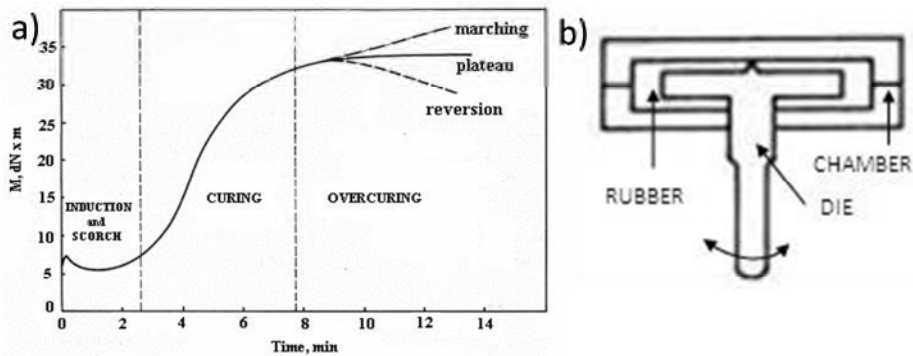 a)
35
30
25
20
15
10
5
0
M, dN x m
INDUCTION
and
SCORCH
CURING
OVERCURING
marching
plateau
reversion
0 2 4 6 8 10 12 14
Time, min
b)
RUBBER
CHAMBER
DIE